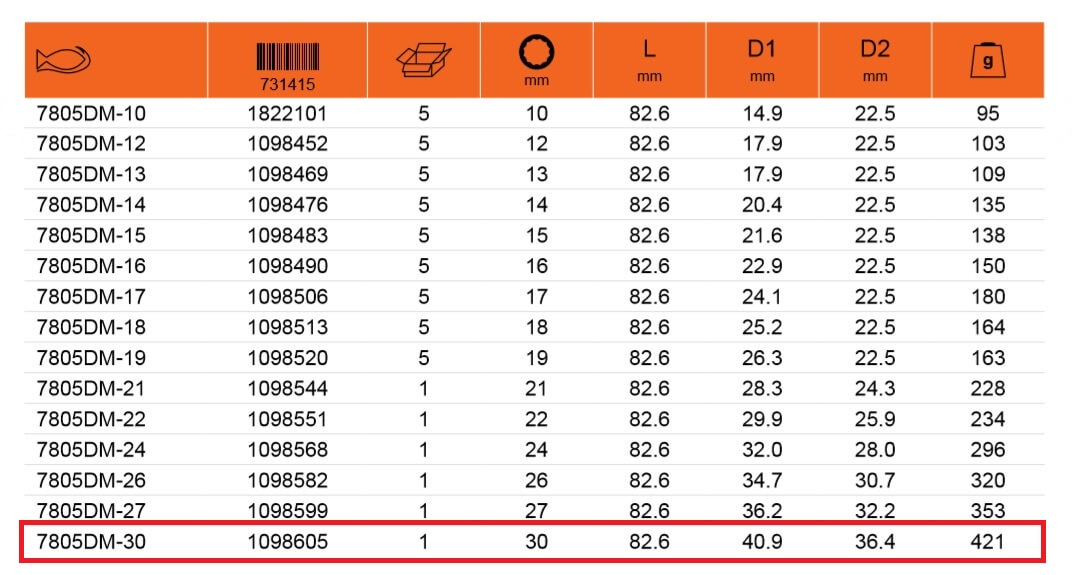 731415 mm L mm D1 mm D2 mm g
7805DM-10 1822101 5 10 82.6 14.9 22.5 95
7805DM-12 1098452 5 12 82.6 17.9 22.5 103
7805DM-13 1098469 5 13 82.6 17.9 22.5 109
7805DM-14 1098476 5 14 82.6 20.4 22.5 135
7805DM-15 1098483 5 15 82.6 21.6 22.5 138
7805DM-16 1098490 5 16 82.6 22.9 22.5 150
7805DM-17 1098506 5 17 82.6 24.1 22.5 180
7805DM-18 1098513 5 18 82.6 25.2 22.5 164
7805DM-19 1098520 5 19 82.6 26.3 22.5 163
7805DM-21 1098544 1 21 82.6 28.3 24.3 228
7805DM-22 1098551 1 22 82.6 29.9 25.9 234
7805DM-24 1098568 1 24 82.6 32.0 28.0 296
7805DM-26 1098582 1 26 82.6 34.7 30.7 320
7805DM-27 1098599 1 27 82.6 36.2 32.2 353
7805DM-30 1098605 1 30 82.6 40.9 36.4 421